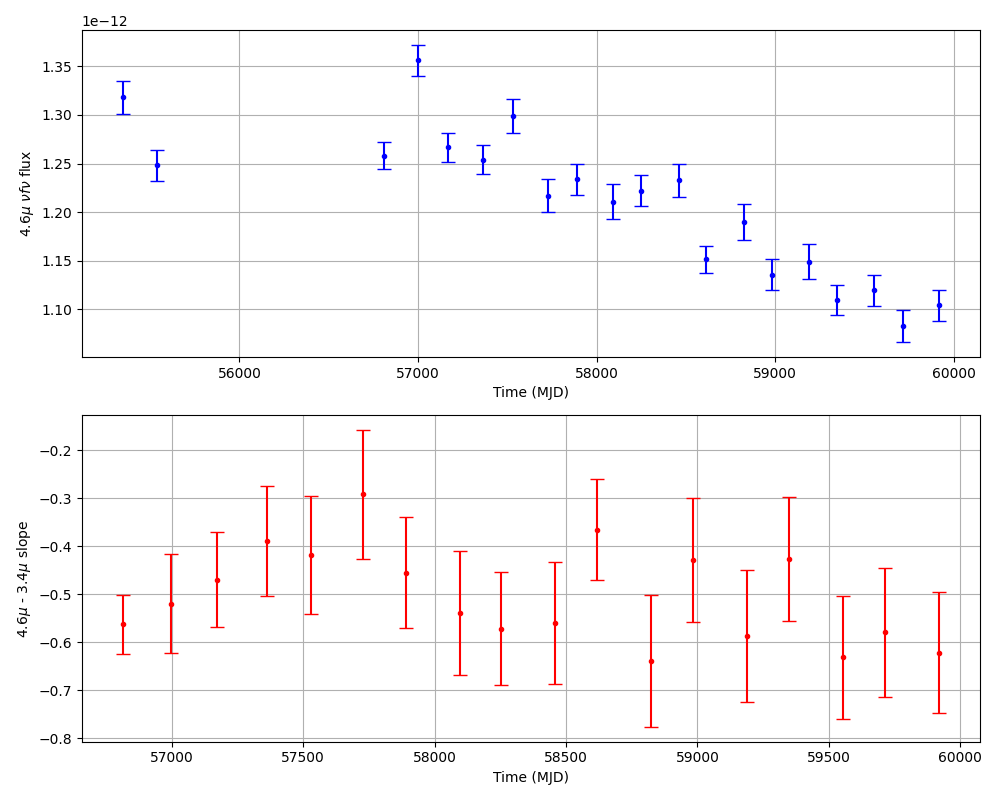 1e−12
1.35
1.30
1.25
1.20
1.15
1.10
4.6μ νfν flux
56000 57000 58000 59000 60000
Time (MJD)
−0.2
−0.3
−0.4
−0.5
−0.6
−0.7
−0.8
4.6μ - 3.4μ slope
57000 57500 58000 58500 59000 59500 60000
Time (MJD)